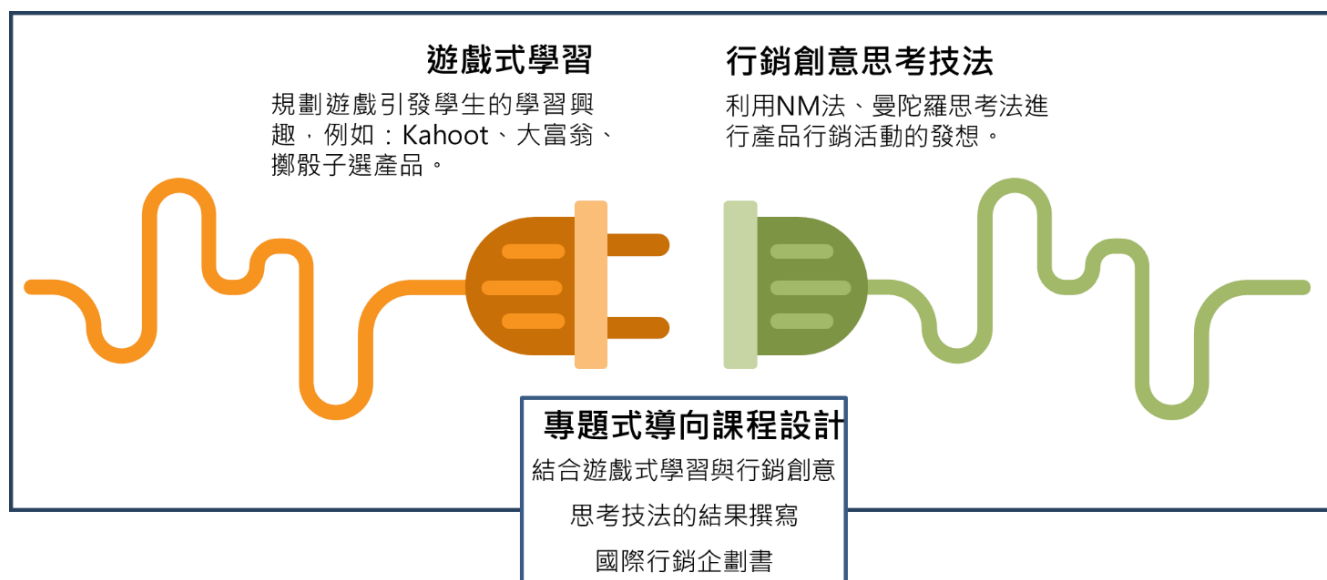 遊戲式學習
規劃遊戲引發學生的學習興
趣，例如：Kahoot、大富翁、
擲骰子選產品。
行銷創意思考技法
利用NM法、曼陀羅思考法進
行產品行銷活動的發想。
專題式導向課程設計
結合遊戲式學習與行銷創意
思考技法的結果撰寫
國際行銷企劃書